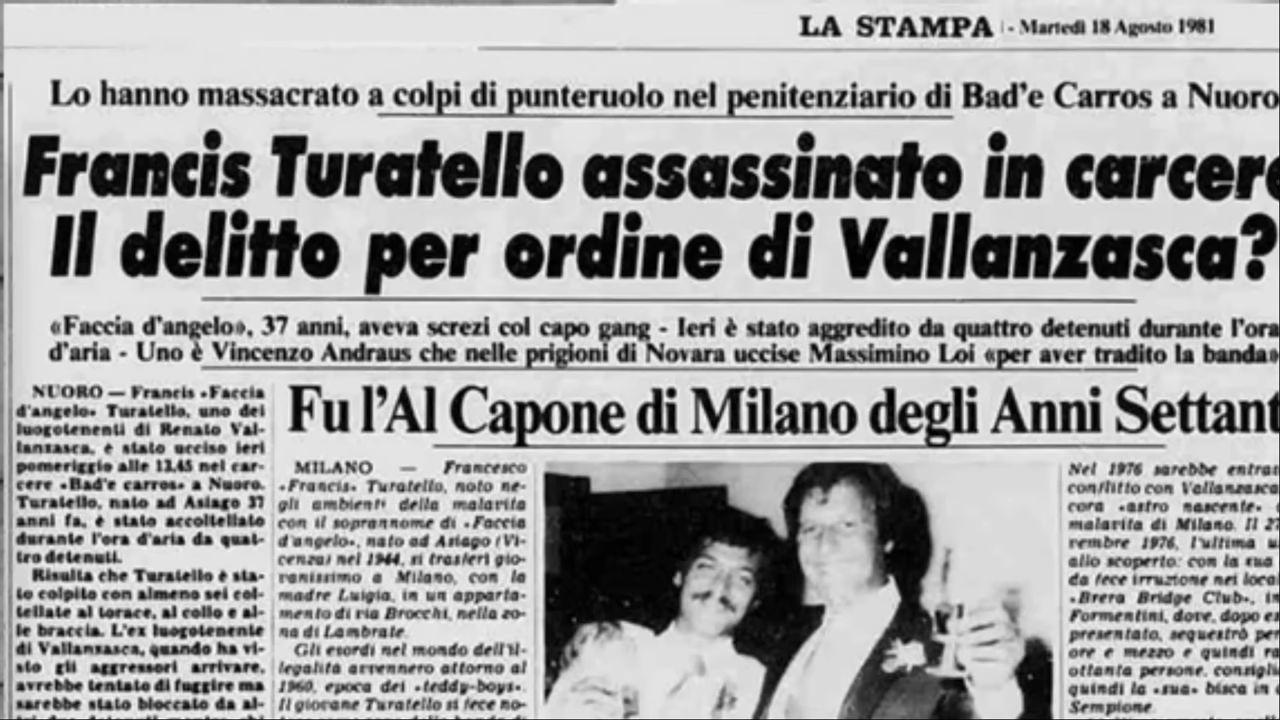 LA STAMPA - Martedì 18 Agosto 1981
Lo hanno massacrato a colpi di punteruolo nel penitenziario di Bad'e Carros a Nuoro
Francis Turatello assassinato in carcere
Il delitto per ordine di Vallanzasca?
«Faccia d'angelo», 37 anni, aveva screzi col capo gang - Ieri è stato aggredito da quattro detenuti durante l'ora
d'aria - Uno è Vincenzo Andraus che nelle prigioni di Novara uccise Massimino Loi «per aver tradito la banda»
NUORO — Francis «Faccia
d'angelo» Turatello, uno dei
luogotenenti di Renato Val-
lanzasca, è stato ucciso ieri
pomeriggio alle 13,45 nel car-
cere «Bad'e carros» a Nuoro.
Turatello, nato ad Asiago 37
anni fa, è stato accoltellato
durante l'ora d'aria da quat-
tro detenuti.
Risulta che Turatello è sta-
to colpito con almeno sei col-
tellate al torace, al collo e al-
le braccia. L'ex luogotenente
di Vallanzasca, quando ha vi-
sto gli aggressori arrivare,
avrebbe tentato di fuggire ma
sarebbe stato bloccato da al-
Fu l'Al Capone di Milano degli Anni Settant
MILANO — Francesco
«Francis» Turatello, noto ne-
gli ambienti della malavita
con il soprannome di «Faccia
d'angelo», nato ad Asiago (Vi-
cenza) nel 1944, si trasferì gio-
vanissimo a Milano, con la
madre Luigia, in un apparta-
mento di via Brocchi, nella zo-
na di Lambrate.
Gli esordi nel mondo dell'il-
legalità avvennero attorno al
1960, epoca dei «teddy-boys».
Il giovane Turatello si fece no-
Nel 1976 sarebbe entrat
conflitto con Vallanzasca
cora «astro nascente»
malavita di Milano. Il 27
vembre 1976, l'ultima u
allo scoperto: con la sua
da fece irruzione nei local
«Brera Bridge Club», in
Formentini, dove, dopo es
presentato, sequestrò per
ore e mezzo e quindi ra
ottanta persone, consigli
quindi la «sua» bisca in
Sempione.